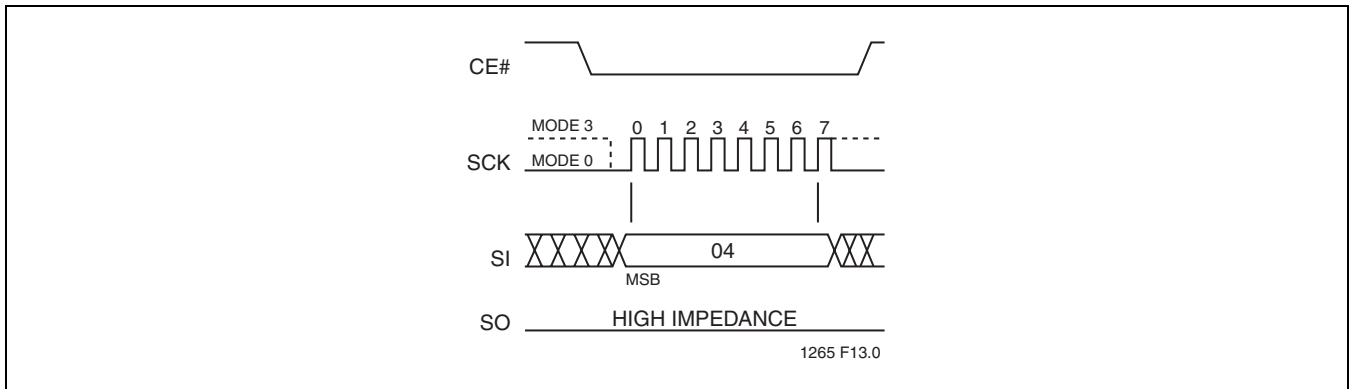 CE#
MODE 3
0 1 2 3 4 5 6 7
SCK
MODE 0
SI
04
MSB
SO
HIGH IMPEDANCE
1265 F13.0